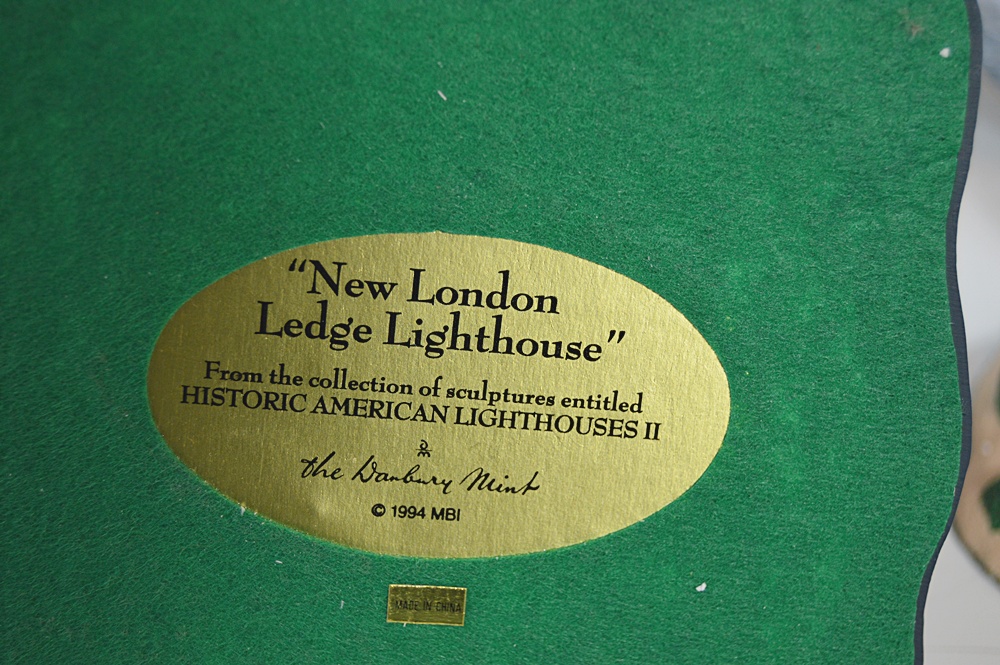 “New London
Ledge Lighthouse”
From the collection of sculptures entitled
HISTORIC AMERICAN LIGHTHOUSES II
the Danbury Mint
© 1994 MBI
MADE IN CHINA